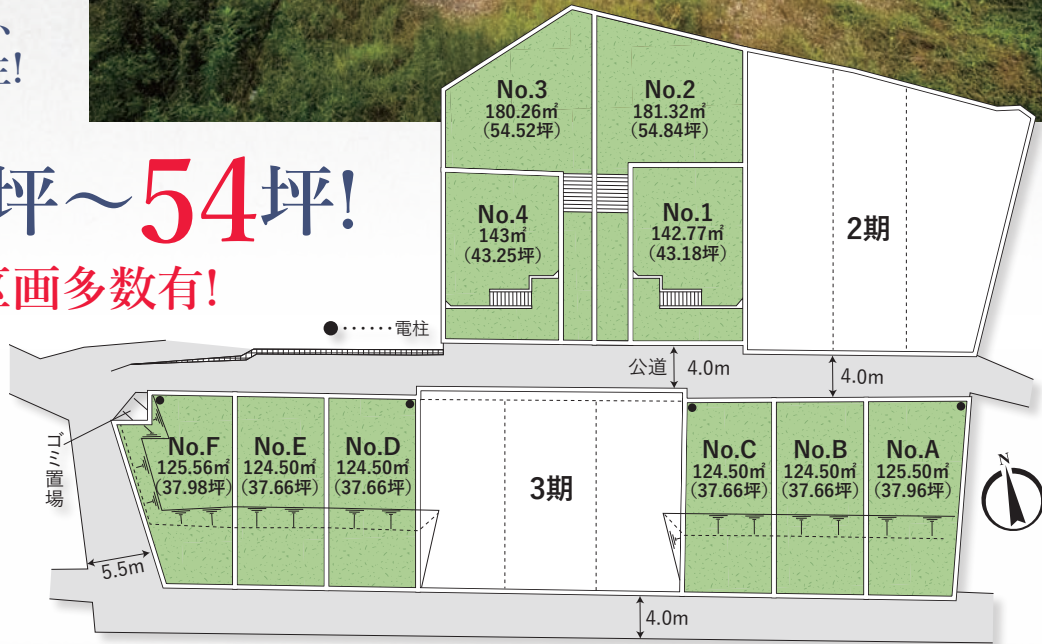 、
!
坪～54坪!
区画多数有!
No.3
180.26㎡
(54.52坪)
No.2
181.32㎡
(54.84坪)
No.4
143㎡
(43.25坪)
No.1
142.77㎡
(43.18坪)
2期
●……電柱
公道 4.0m
4.0m
ゴミ置場
No.F
125.56㎡
(37.98坪)
No.E
124.50㎡
(37.66坪)
No.D
124.50㎡
(37.66坪)
3期
No.C
124.50㎡
(37.66坪)
No.B
124.50㎡
(37.66坪)
No.A
125.50㎡
(37.96坪)
N
5.5m
4.0m